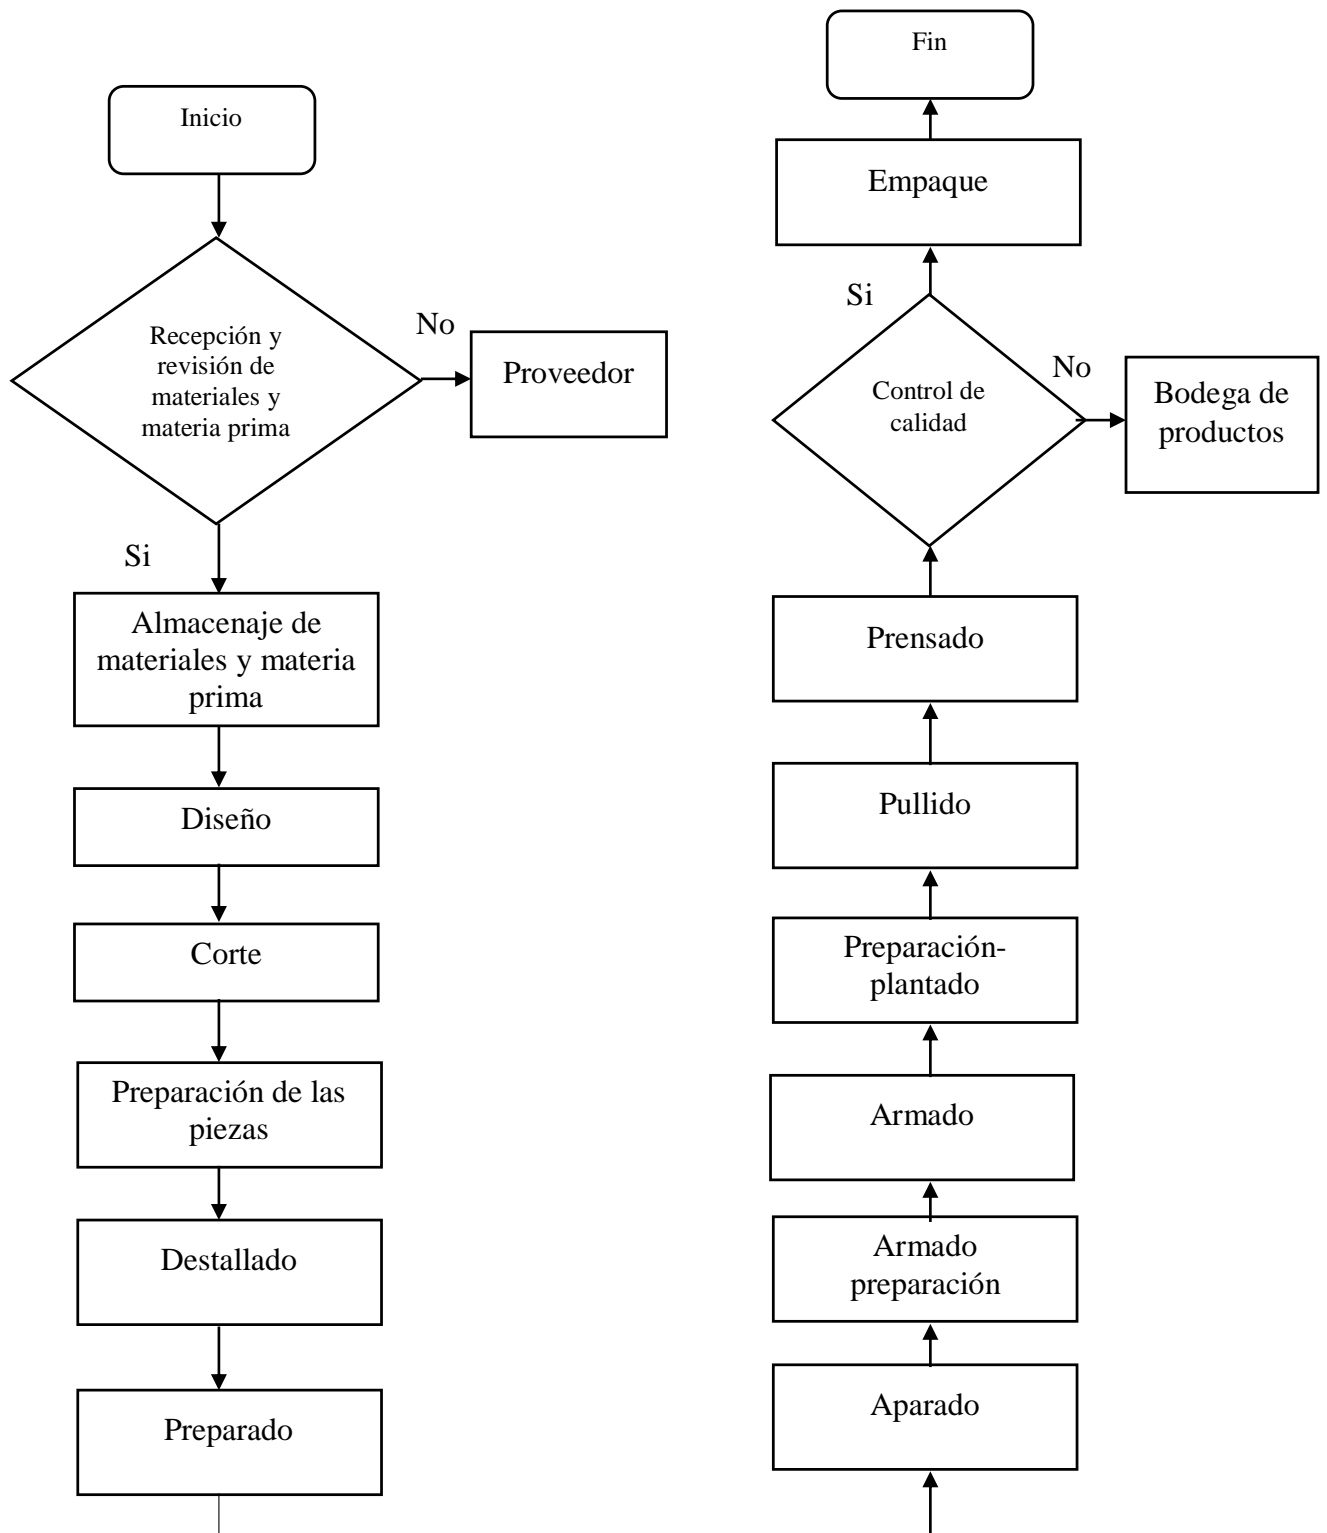 Inicio
Recepción y
revisión de
materiales y
materia prima
No
Proveedor
Si
Almacenaje de
materiales y materia
prima
Diseño
Corte
Preparación de las
piezas
Destallado
Preparado
Fin
Empaque
Si
Control de
calidad
No
Bodega de
productos
Prensado
Pullido
Preparación-
plantado
Armado
Armado
preparación
Aparado